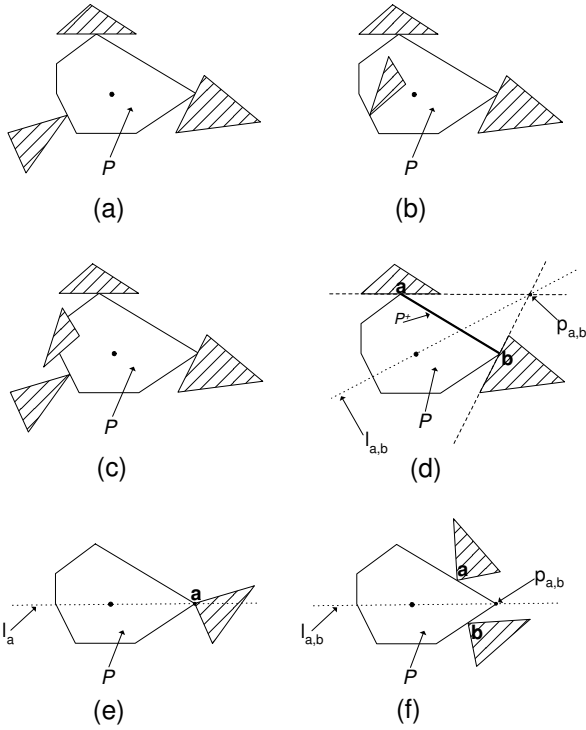 P
P
(a)
(b)
a
P+
p_{a,b}
b
P
P
l_{a,b}
(c)
(d)
a
a
p_{a,b}
l_a
l_{a,b}
b
P
P
(e)
(f)